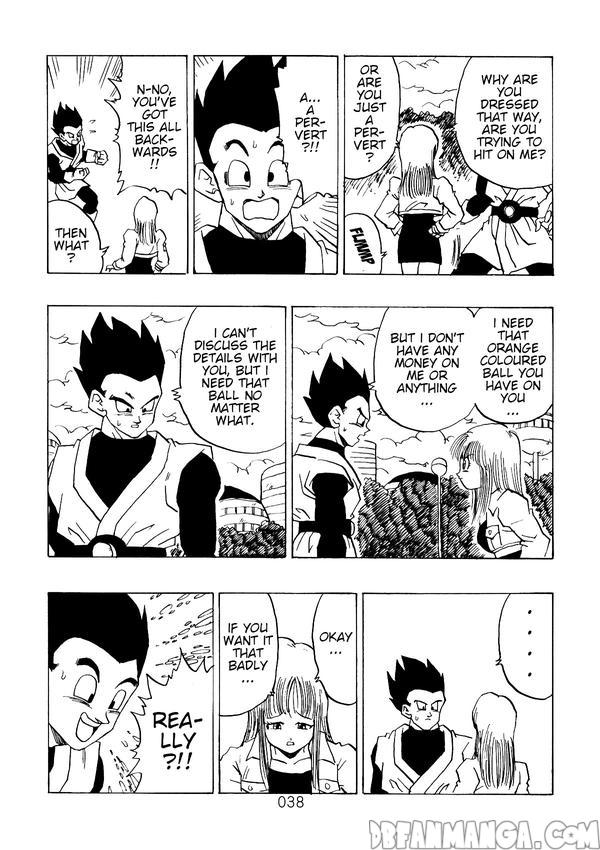 WHY ARE
YOU
DRESSED
THAT WAY,
ARE YOU
TRYING TO
HIT ON ME?
OR
ARE YOU
JUST
A PER-
VERT
?
FLUMP
A...
A
PER-
VERT
?!!
N-NO,
YOU'VE
GOT
THIS ALL
BACK-
WARDS
!!
THEN
WHAT?
I NEED
THAT
ORANGE
COLOURED
BALL YOU
HAVE ON
YOU
...
BUT I DON'T
HAVE ANY
MONEY ON
ME OR
ANYTHING
...
I CAN'T
DISCUSS THE
DETAILS WITH
YOU, BUT I
NEED THAT
BALL NO
MATTER
WHAT.
....
OKAY
...
IF YOU
WANT IT
THAT
BADLY
...
REA-
LLY
?!!
038
DBFANMANGA.COM